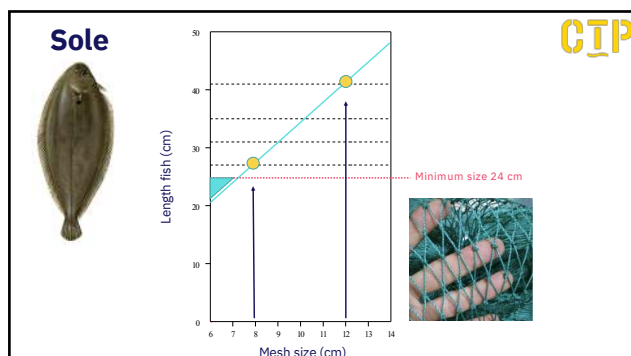 Sole
CTP
50
40
30
20
10
0
Length fish (cm)
6 7 8 9 10 11 12 13 14
Mesh size (cm)
Minimum size 24 cm